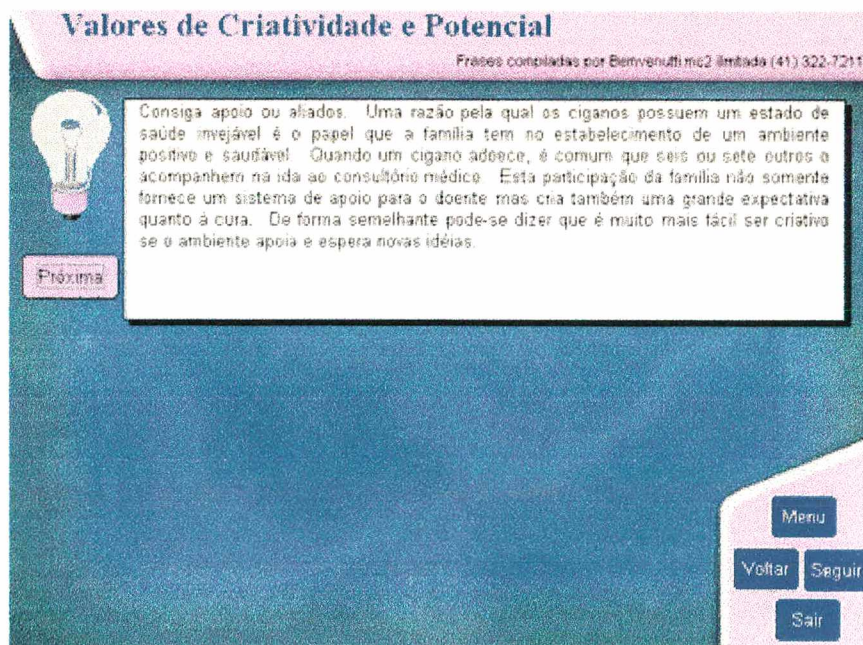 Valores de Criatividade e Potencial
Frases compiladas por Benvenutti mc2 ilimitada (41) 322-7211
Consiga apoio ou aliados. Uma razão pela qual os ciganos possuem um estado de
saúde invejável é o papel que a família tem no estabelecimento de um ambiente
positivo e saudável. Quando um cigano adoece, é comum que seis ou sete outros o
acompanhem na ida ao consultório médico. Esta participação da família não somente
fornece um sistema de apoio para o doente mas cria também uma grande expectativa
quanto à cura. De forma semelhante pode-se dizer que é muito mais fácil ser criativo
se o ambiente apoia e espera novas idéias.
Próxima
Menu
Voltar Seguir
Sair